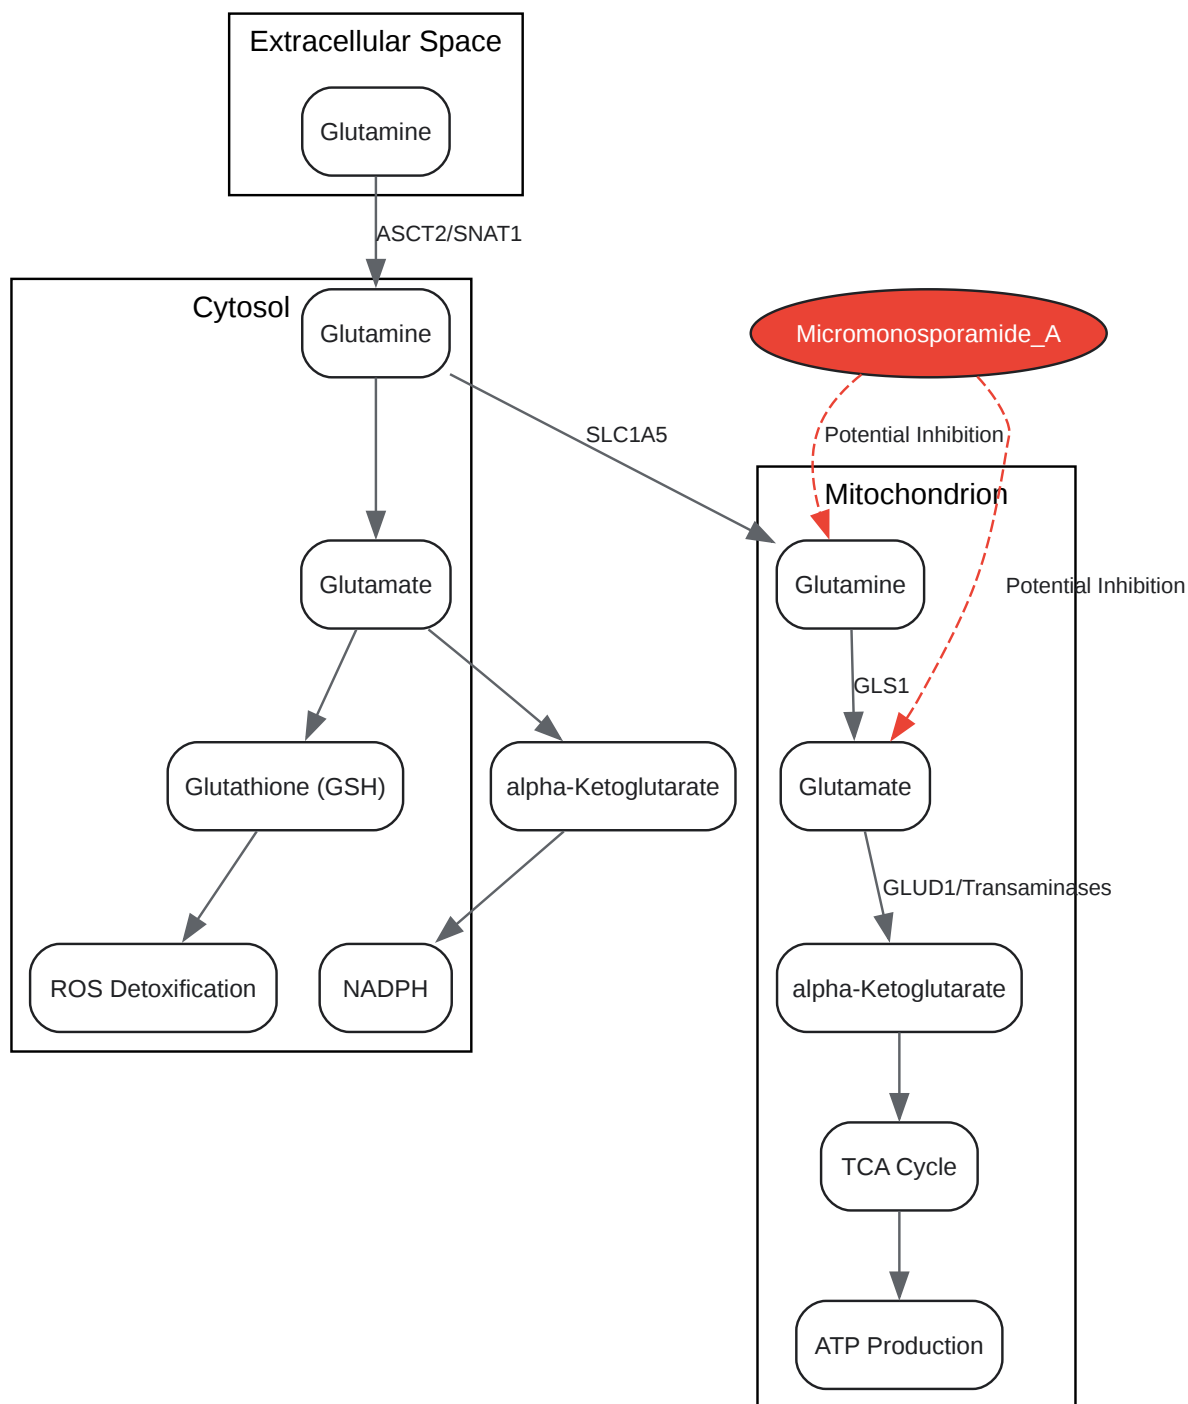 Extracellular Space
Glutamine
ASCT2/SNAT1
Cytosol
Glutamine
Micromonosporamide_A
SLC1A5
Potential Inhibition
Mitochondrion
Glutamate
Glutamine
Potential Inhibition
GLS1
Glutathione (GSH)
alpha-Ketoglutarate
Glutamate
GLUD1/Transaminases
ROS Detoxification
NADPH
alpha-Ketoglutarate
TCA Cycle
ATP Production